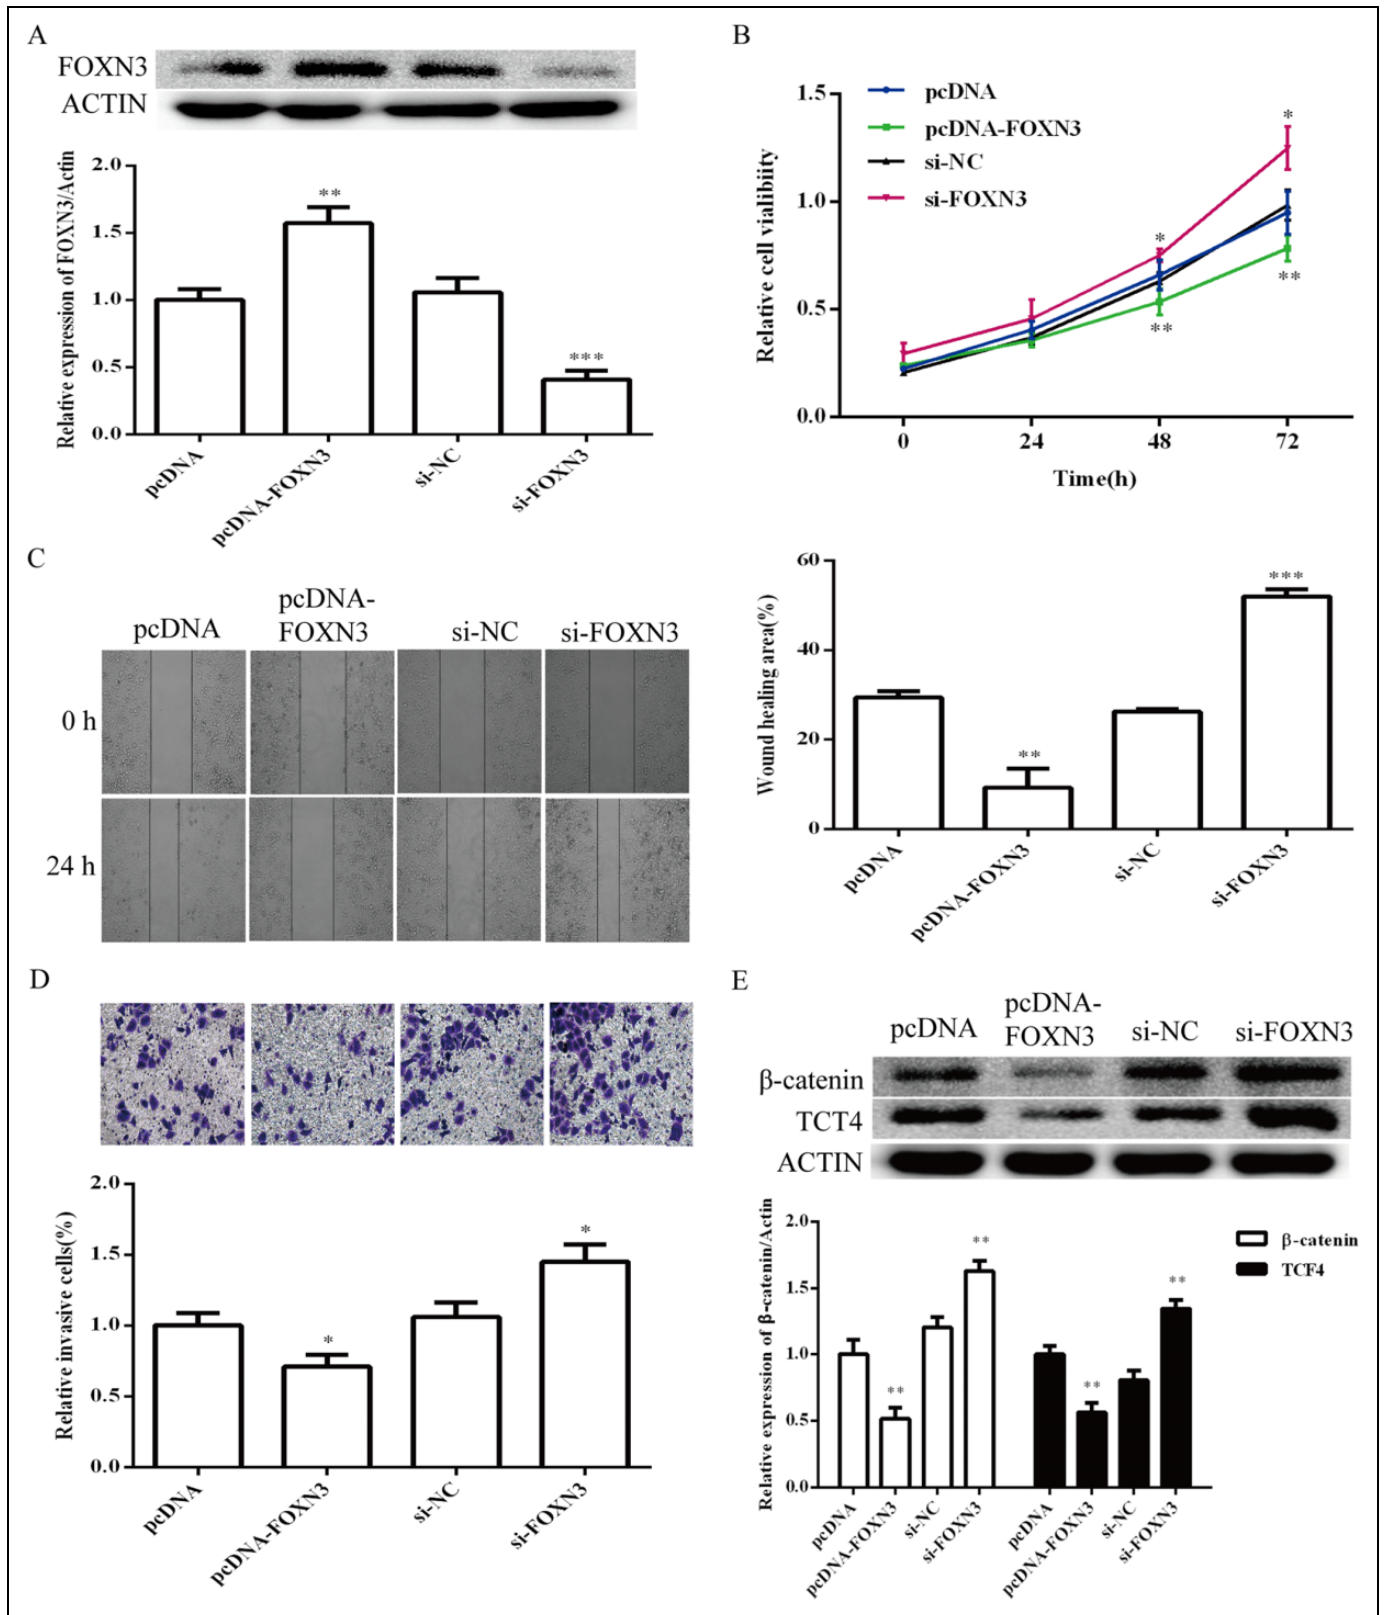 A
FOXN3
ACTIN
Relative expression of FOXN3/Actin
2.0
1.5
1.0
0.5
0.0
**
***
pcDNA
pcDNA-FOXN3
si-NC
si-FOXN3
B
Relative cell vialibiity
1.5
1.0
0.5
0.0
pcDNA
pcDNA-FOXN3
si-NC
si-FOXN3
*
**
*
**
0
24
48
72
Time(h)
C
pcDNA
pcDNA-
FOXN3
si-NC
si-FOXN3
0 h
24 h
Wound healing area(%)
60
40
20
0
**
***
pcDNA
pcDNA-FOXN3
si-NC
si-FOXN3
D
Relative invasive cells(%)
2.0
1.5
1.0
0.5
0.0
*
*
pcDNA
pcDNA-FOXN3
si-NC
si-FOXN3
E
pcDNA
pcDNA-
FOXN3
si-NC
si-FOXN3
β-catenin
TCT4
ACTIN
Relative expression of β-catenin/Actin
2.0
1.5
1.0
0.5
0.0
**
**
**
**
β-catenin
TCF4
pcDNA
pcDNA-FOXN3
si-NC
si-FOXN3
pcDNA
pcDNA-FOXN3
si-NC
si-FOXN3